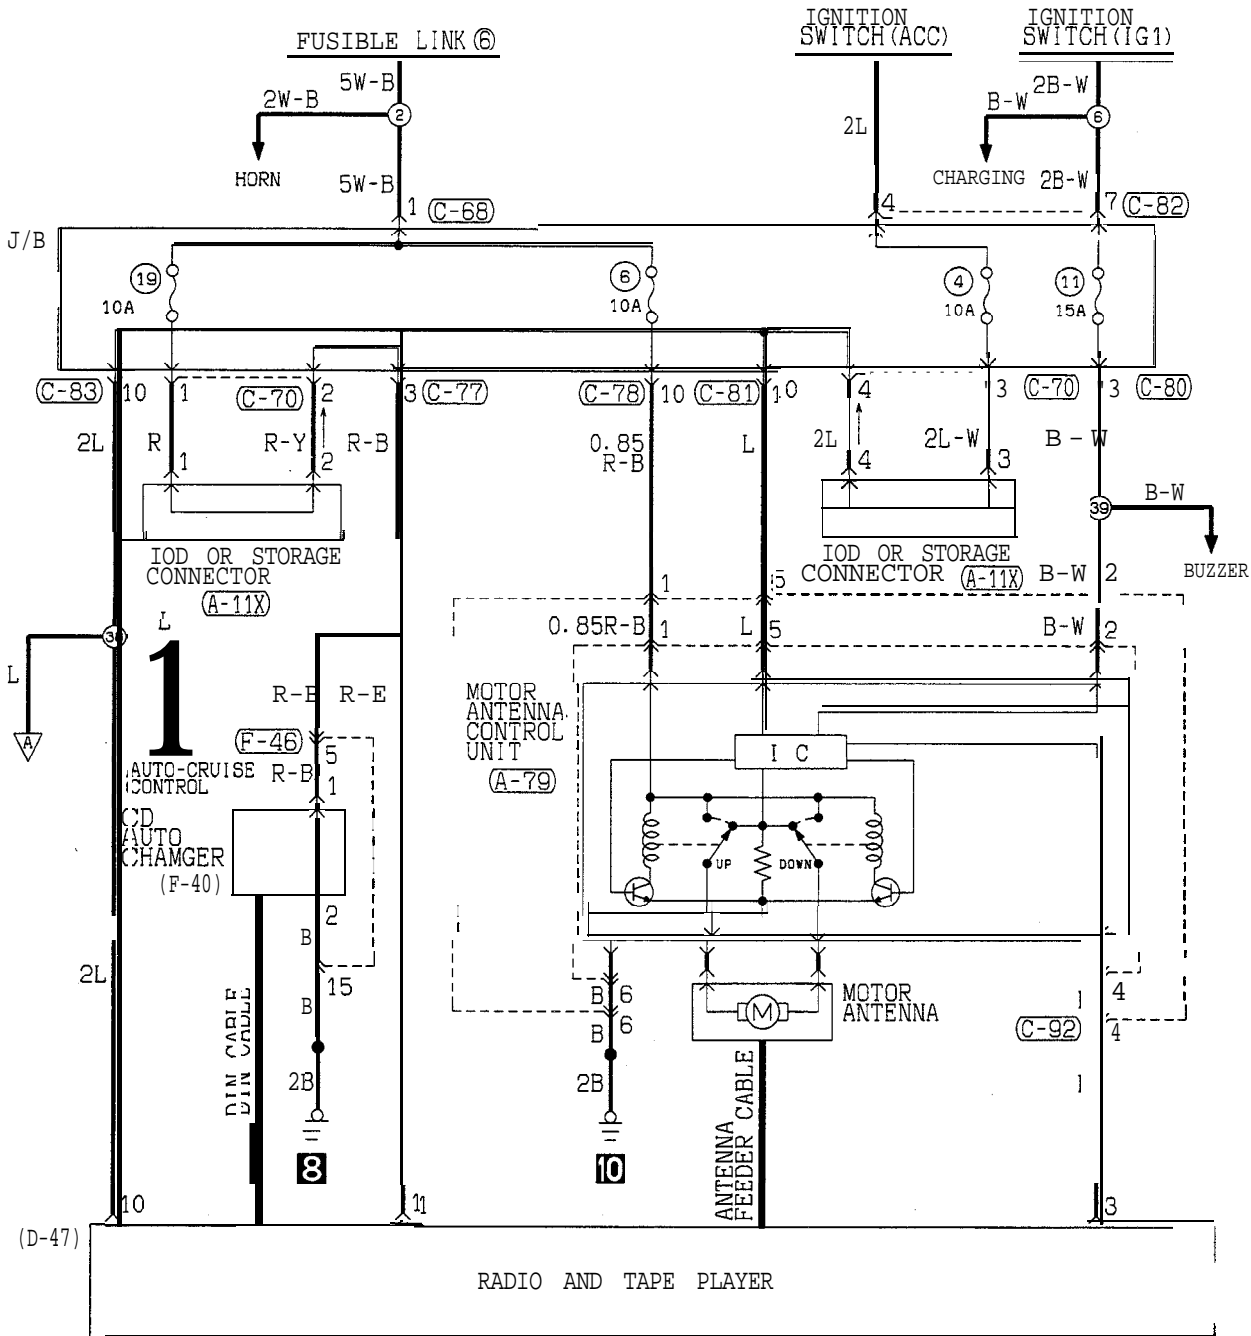 IGNITION
SWITCH(ACC)
IGNITION
SWITCH(IG1)
FUSIBLE LINK⑥
5W-B
2W-B
2
2B-W
B-W
6
2L
HORN
5W-B
CHARGING
2B-W
1
C-68
4
7
C-82
J/B
19
10A
6
10A
4
10A
11
15A
C-83
10
1
C-70
2
3
C-77
C-78
10
C-81
10
4
3
C-70
3
C-80
2L
R
R-Y
R-B
0.85
R-B
L
2L
2L-W
B-W
1
2
4
3
39
B-W
IOD OR STORAGE
CONNECTOR
A-11X
IOD OR STORAGE
CONNECTOR
A-11X
B-W
2
BUZZER
1
5
L
1
38
L
A
0.85R-B
1
L
5
B-W
2
R-B
R-E
MOTOR
ANTENNA
CONTROL
UNIT
A-79
F-46
5
R-B
1
IC
AUTO-CRUISE
CONTROL
CD
AUTO
CHAMGER
(F-40)
UP
DOWN
2
B
15
B
2L
DIN CABLE
2B
8
B
6
B
6
2B
10
M
MOTOR
ANTENNA
4
C-92
4
ANTENNA
FEEDER CABLE
10
11
3
(D-47)
RADIO AND TAPE PLAYER